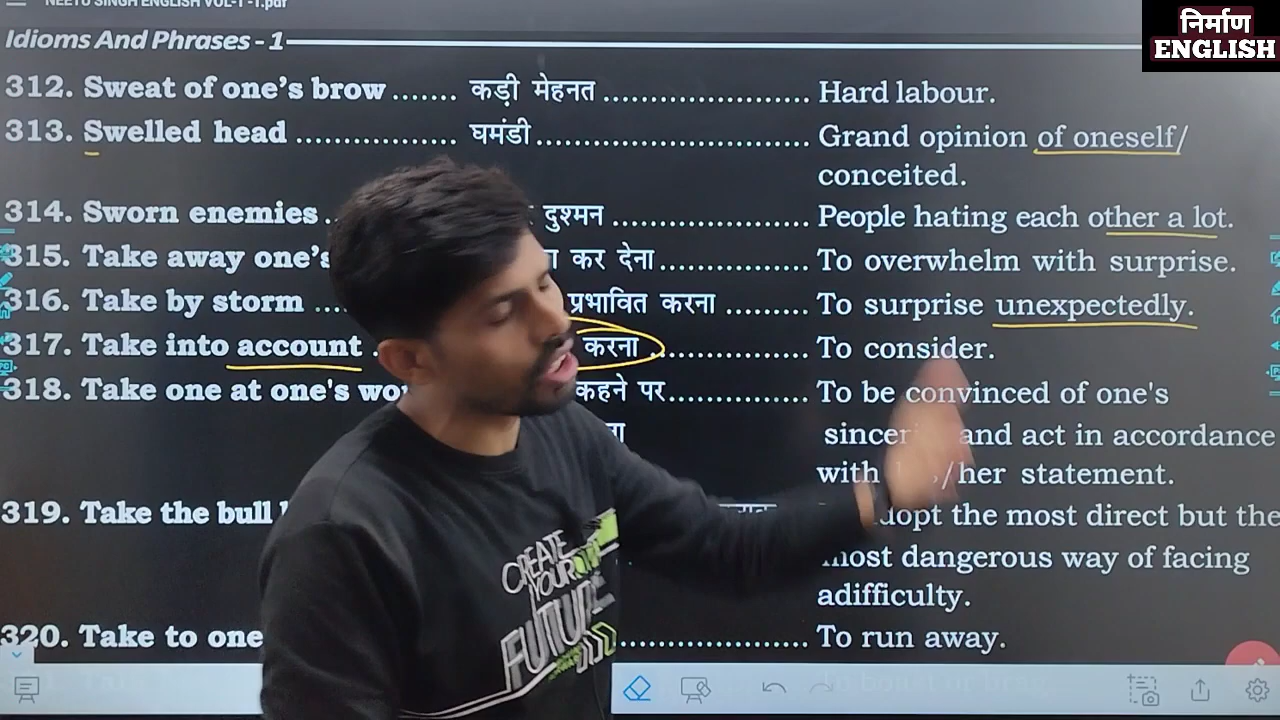 NEETU SINGH ENGLISH VOL-1 -1.pdf
निर्माण
ENGLISH
Idioms And Phrases - 1
312. Sweat of one's brow ....... कड़ी मेहनत ...................... Hard labour.
313. Swelled head ................. घमंडी ............................. Grand opinion of oneself/
conceited.
314. Sworn enemies . दुश्मन ..................... People hating each other a lot.
315. Take away one's कर देना ................ To overwhelm with surprise.
316. Take by storm .... प्रभावित करना ......... To surprise unexpectedly.
317. Take into account . करना ................. To consider.
318. Take one at one's कहने पर ............... To be convinced of one's
and act in accordance
with /her statement.
319. Take the bull the most direct but the
most dangerous way of facing
adifficulty.
320. Take to ...................... To run away.
CREATE
YOUR
FUTURE